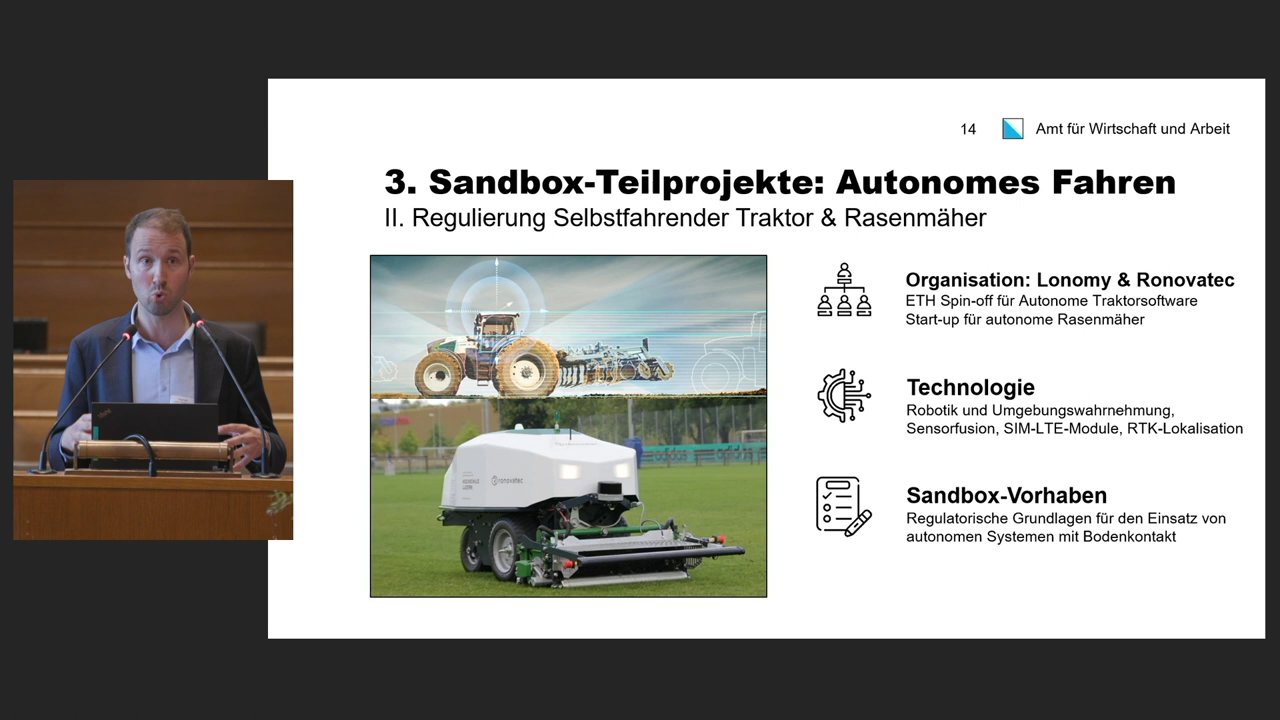 14
Amt für Wirtschaft und Arbeit
3. Sandbox-Teilprojekte: Autonomes Fahren
II. Regulierung Selbstfahrender Traktor & Rasenmäher
Organisation: Lonomy & Ronovatec
ETH Spin-off für Autonome Traktorsoftware
Start-up für autonome Rasenmäher
Technologie
Robotik und Umgebungswahrnehmung,
Sensorfusion, SIM-LTE-Module, RTK-Lokalisation
Sandbox-Vorhaben
Regulatorische Grundlagen für den Einsatz von
autonomen Systemen mit Bodenkontakt
ronovatec